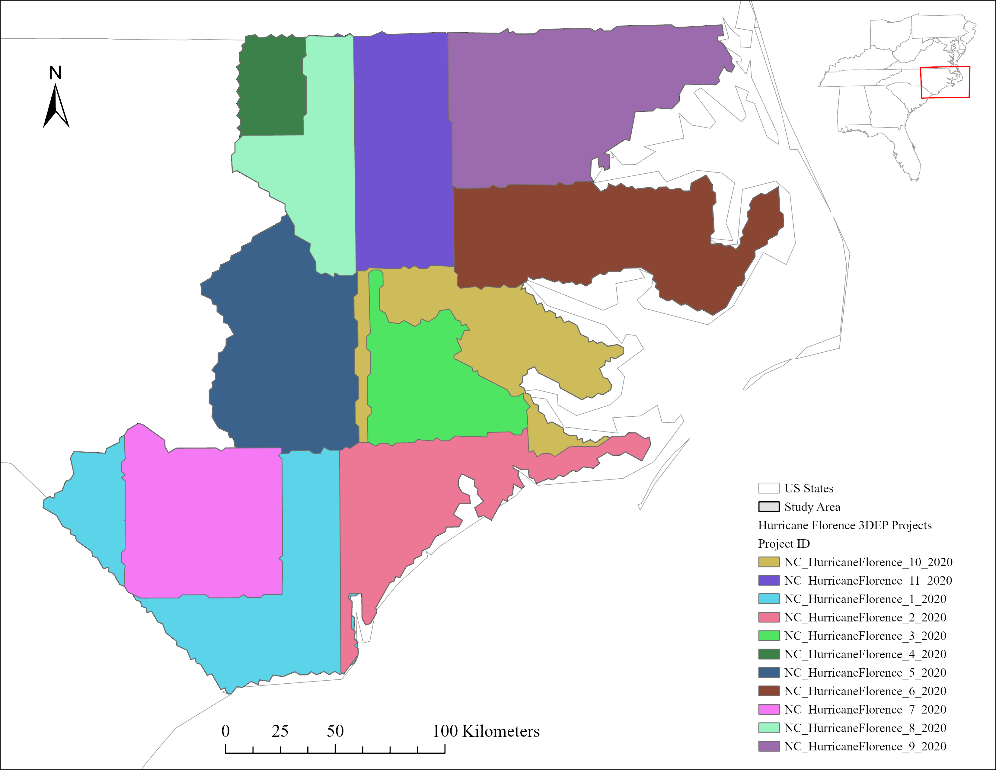 N
US States
Study Area
Hurricane Florence 3DEP Projects
Project ID
NC_HurricaneFlorence_10_2020
NC_HurricaneFlorence_11_2020
NC_HurricaneFlorence_1_2020
NC_HurricaneFlorence_2_2020
NC_HurricaneFlorence_3_2020
NC_HurricaneFlorence_4_2020
NC_HurricaneFlorence_5_2020
NC_HurricaneFlorence_6_2020
NC_HurricaneFlorence_7_2020
NC_HurricaneFlorence_8_2020
NC_HurricaneFlorence_9_2020
0 25 50 100 Kilometers